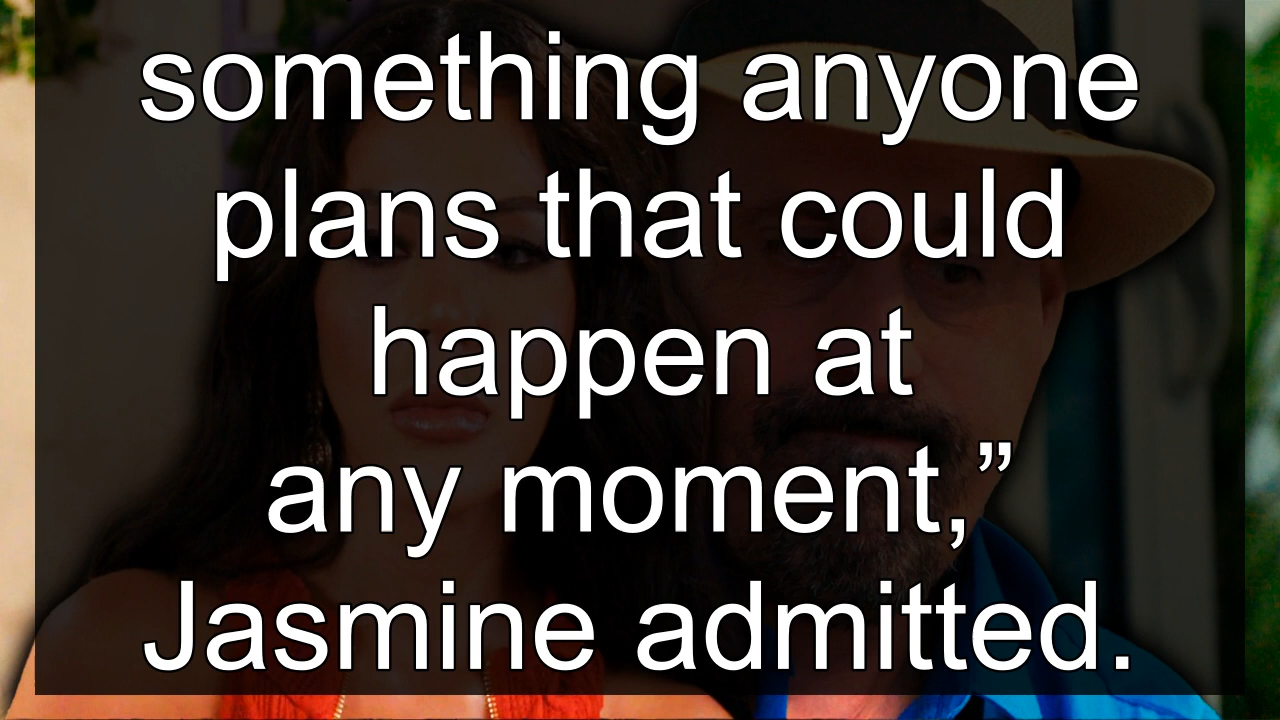 something anyone
plans that could
happen at
any moment,”
Jasmine admitted.